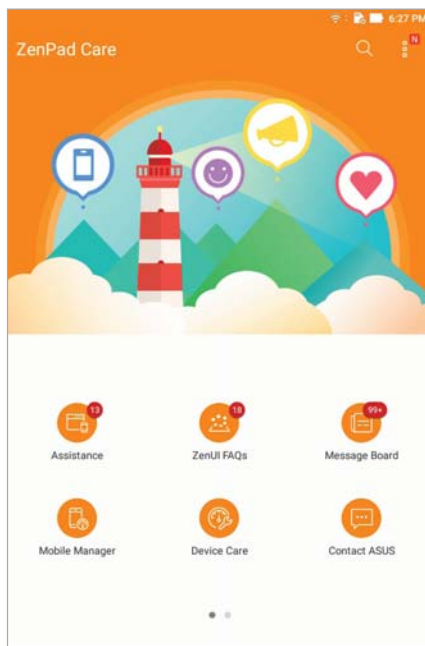 6:27 PM
ZenPad Care
N
13
18
99+
Assistance
ZenUI FAQs
Message Board
Mobile Manager
Device Care
Contact ASUS